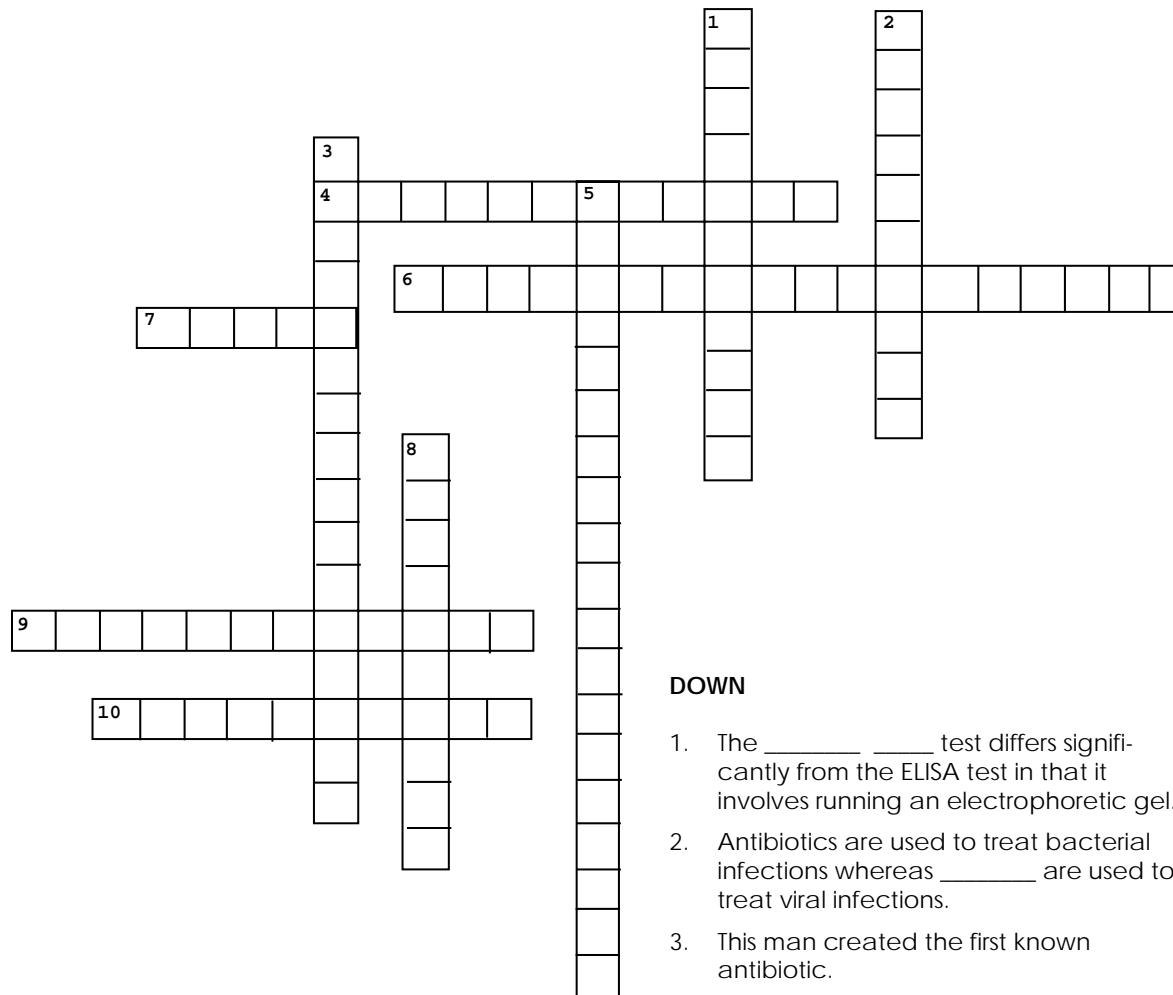 1
2
3
4
5
6
7
8
9
10
DOWN
1. The ________ _____ test differs signifi-
cantly from the ELISA test in that it
involves running an electrophoretic gel.
2. Antibiotics are used to treat bacterial
infections whereas ________ are used to
treat viral infections.
3. This man created the first known
antibiotic.